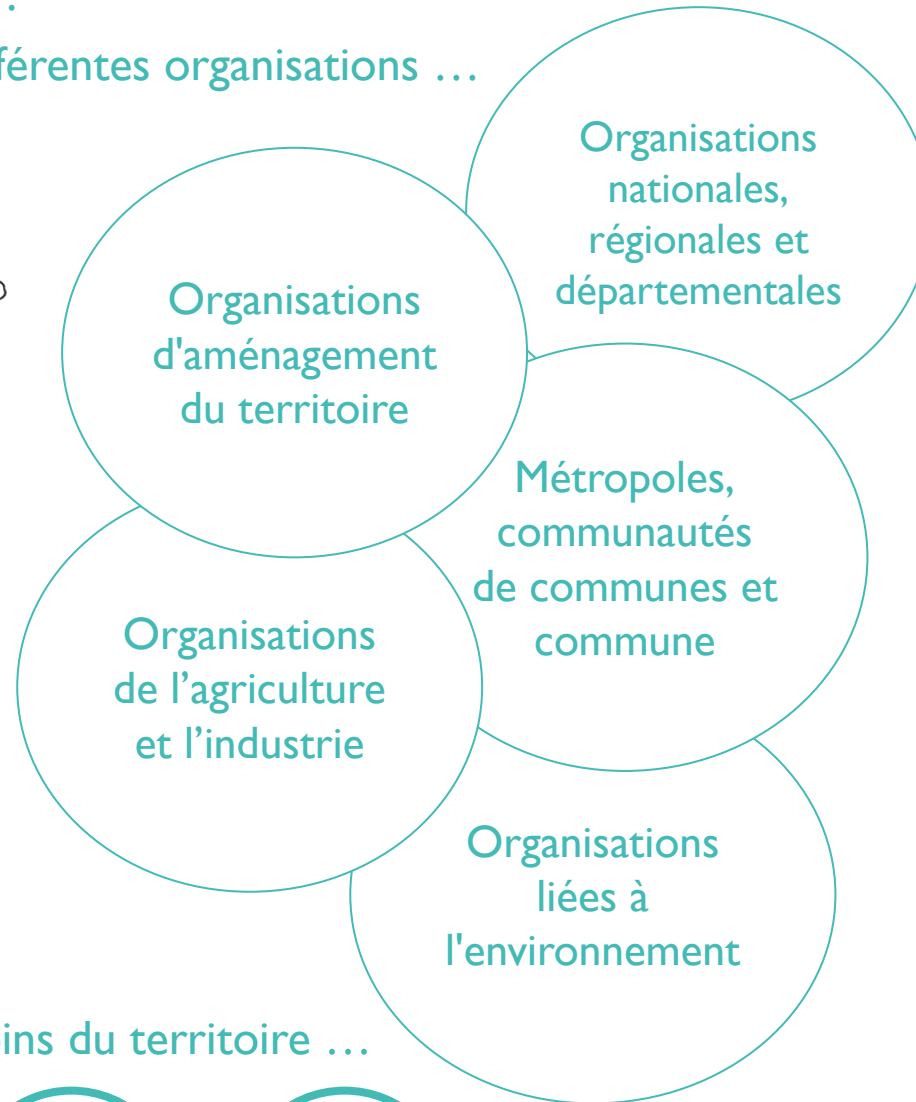 férentes organisations …
Organisations
nationales,
régionales et
départementales
Organisations
d'aménagement
du territoire
Métropoles,
communautés
de communes et
commune
Organisations
de l’agriculture
et l’industrie
Organisations
liées à
l'environnement
ins du territoire …